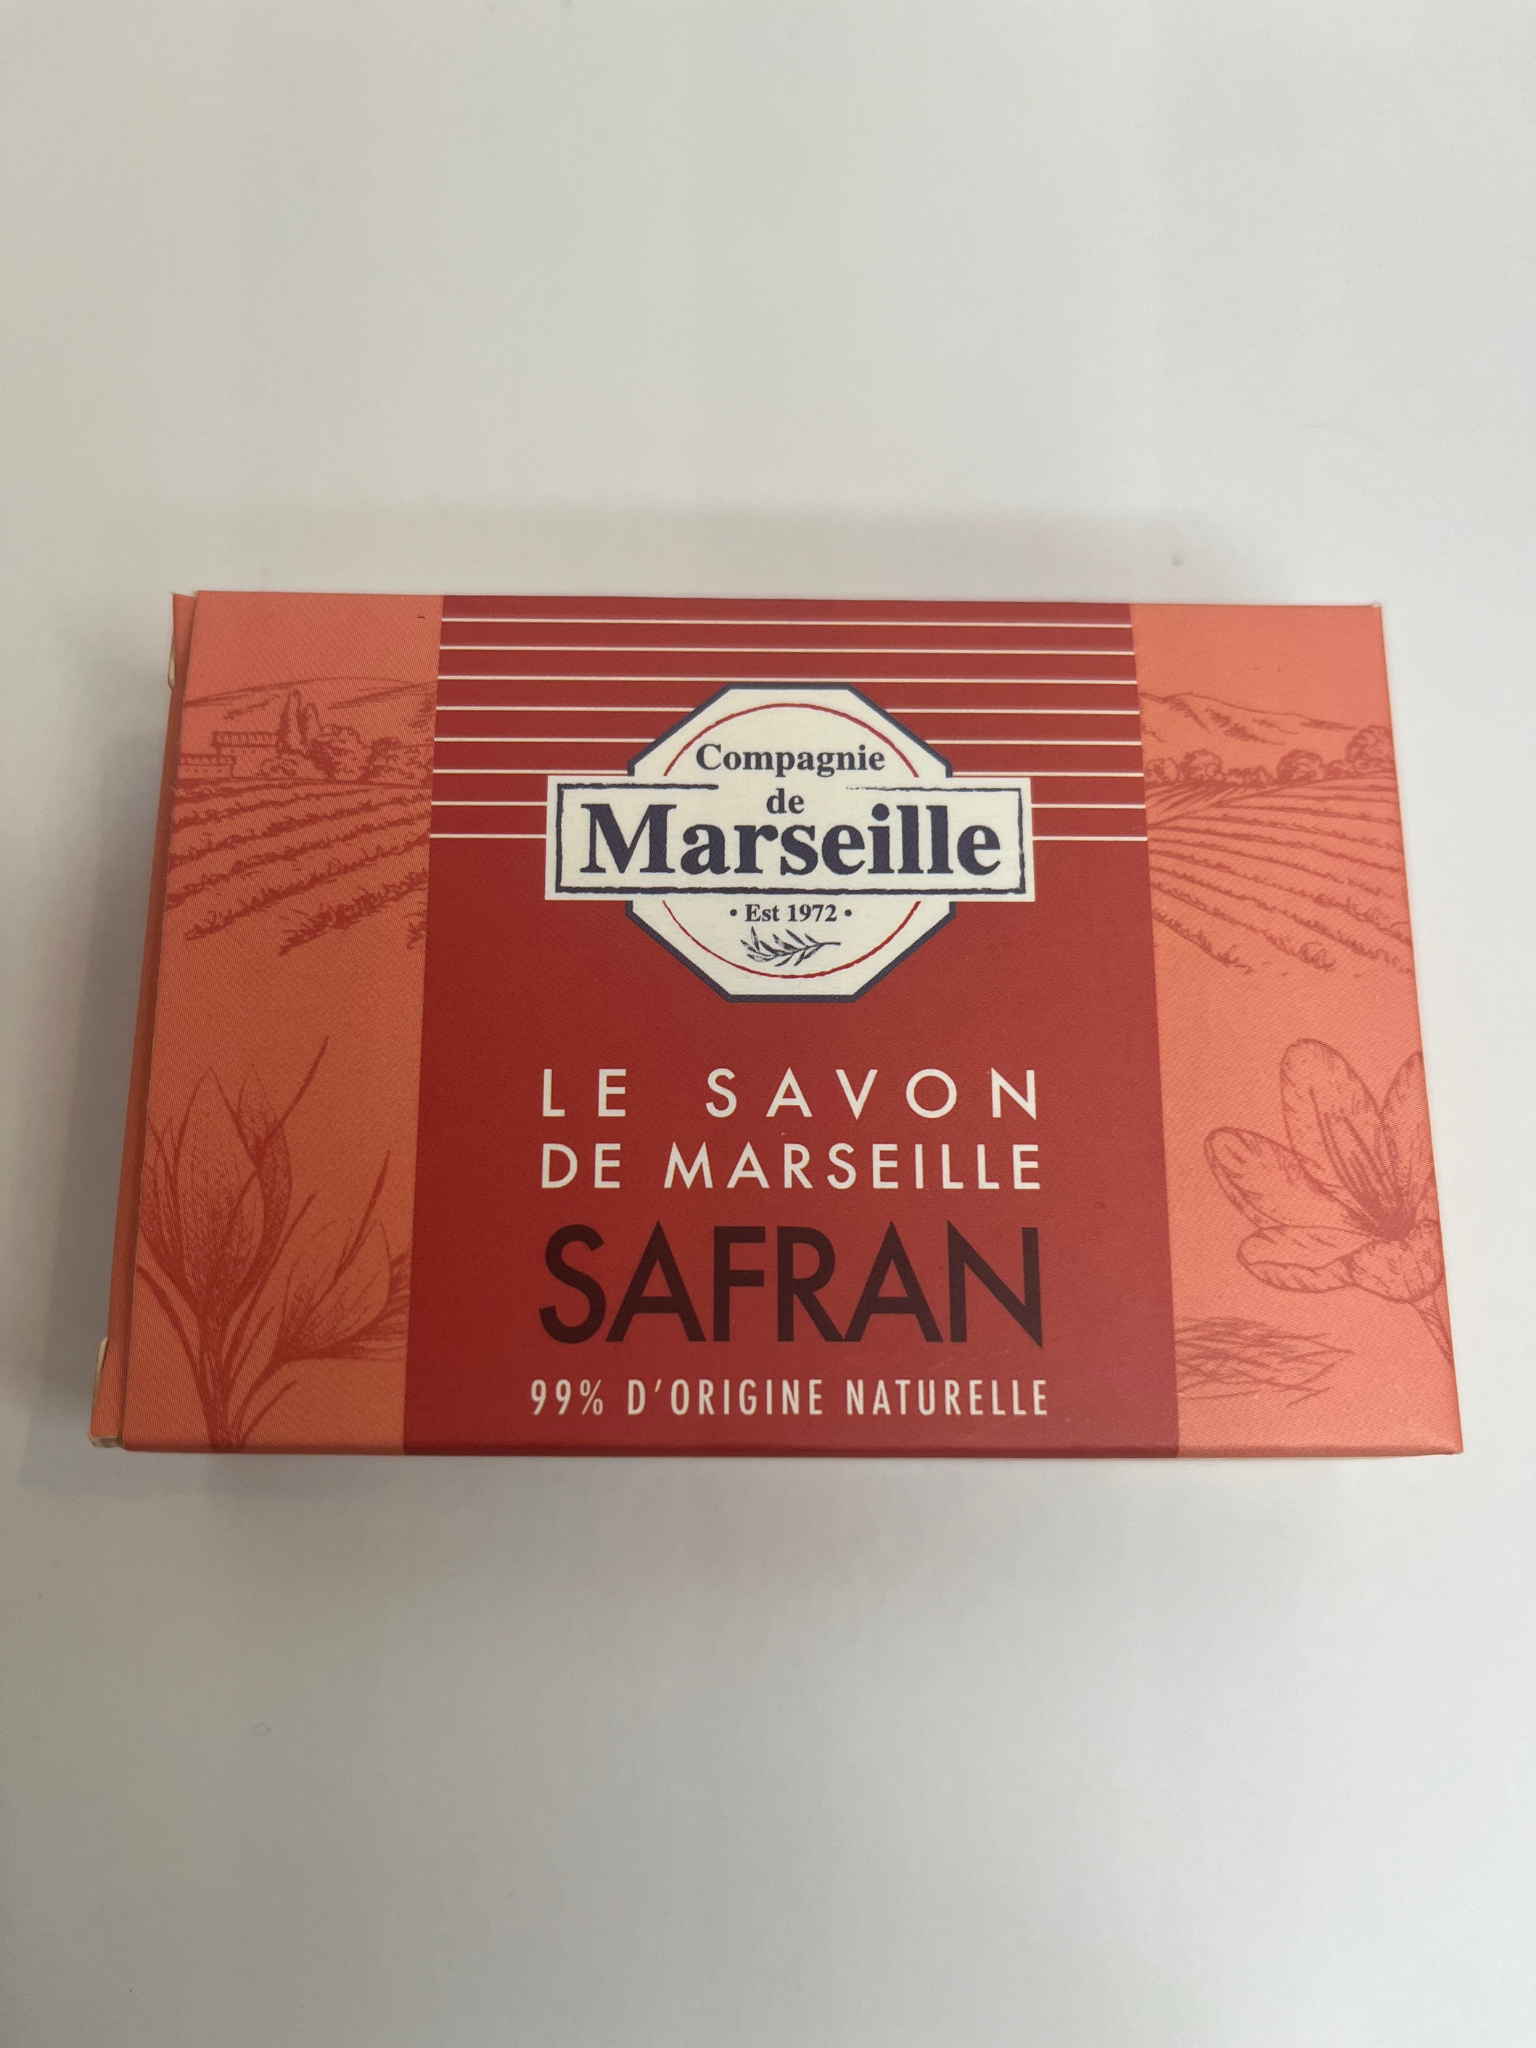 Compagnie
de
Marseille
• Est 1972 •
LE SAVON
DE MARSEILLE
SAFRAN
99% D'ORIGINE NATURELLE